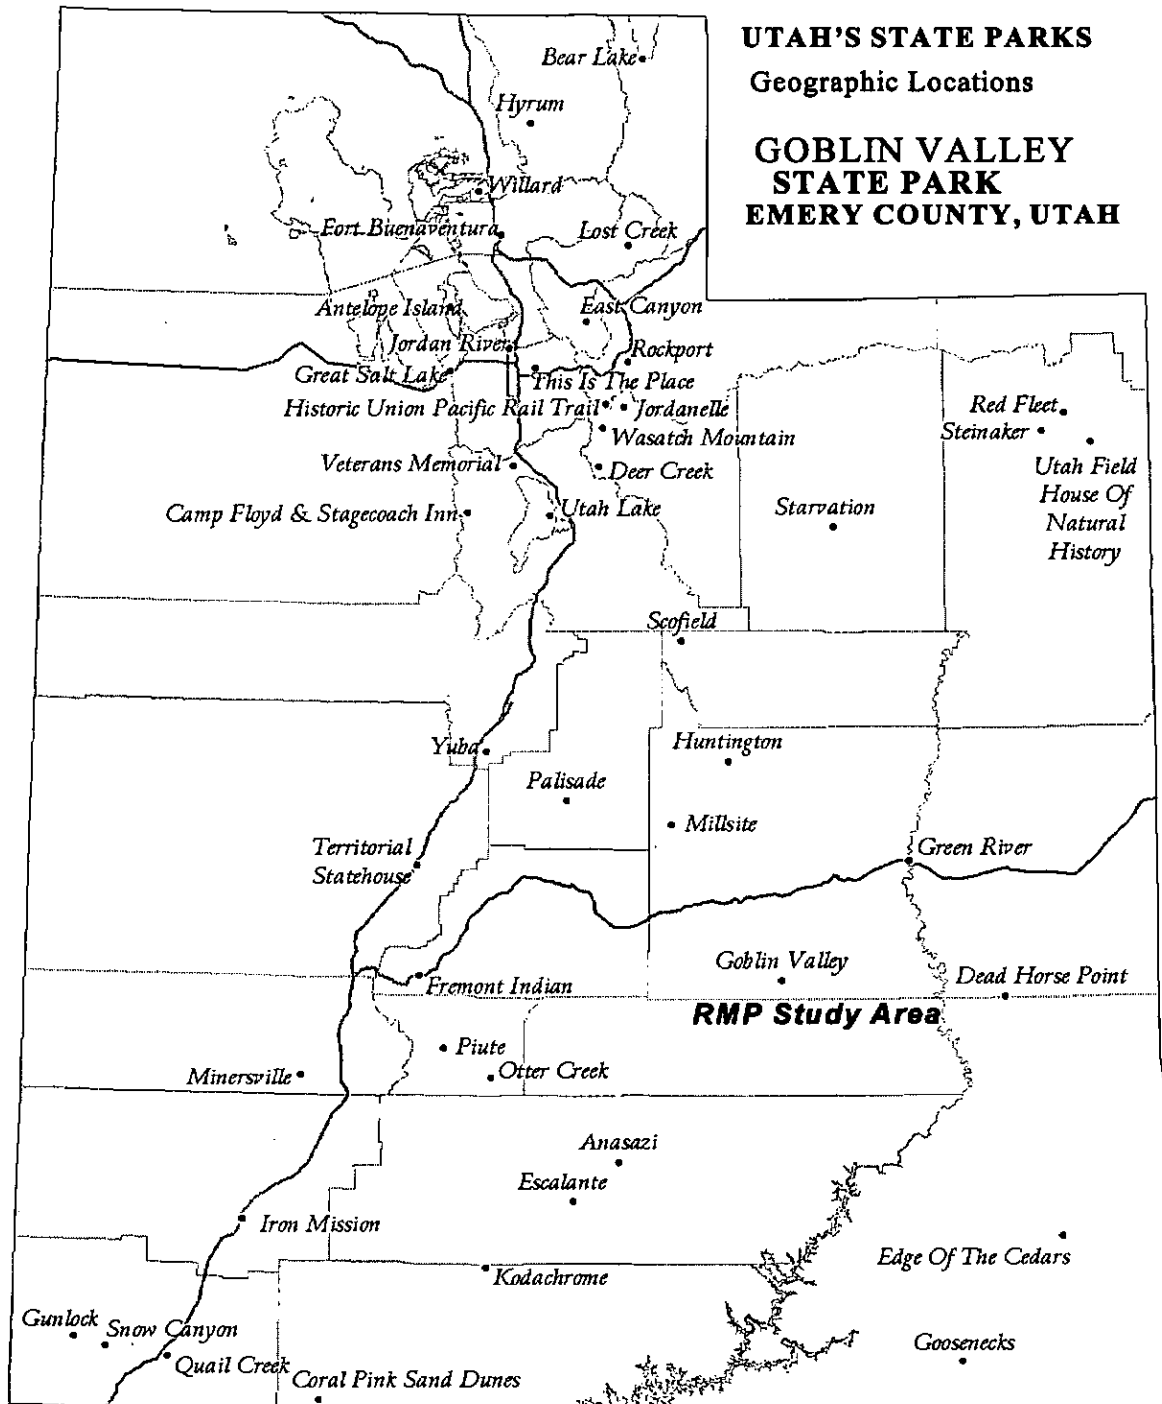 UTAH'S STATE PARKS
Geographic Locations
GOBLIN VALLEY
STATE PARK
EMERY COUNTY, UTAH
Bear Lake
Hyrum
Willard
Fort Buenaventura
Lost Creek
Antelope Island
East Canyon
Jordan River
Rockport
Great Salt Lake
This Is The Place
Historic Union Pacific Rail Trail
Jordanelle
Red Fleet
Wasatch Mountain
Steinaker
Veterans Memorial
Deer Creek
Utah Field
House Of
Natural
History
Camp Floyd & Stagecoach Inn
Utah Lake
Starvation
Scofield
Yuba
Huntington
Palisade
Millsite
Territorial
Statehouse
Green River
Goblin Valley
Fremont Indian
Dead Horse Point
RMP Study Area
Piute
Otter Creek
Minersville
Anasazi
Escalante
Iron Mission
Edge Of The Cedars
Kodachrome
Gunlock
Snow Canyon
Quail Creek
Goosenecks
Coral Pink Sand Dunes